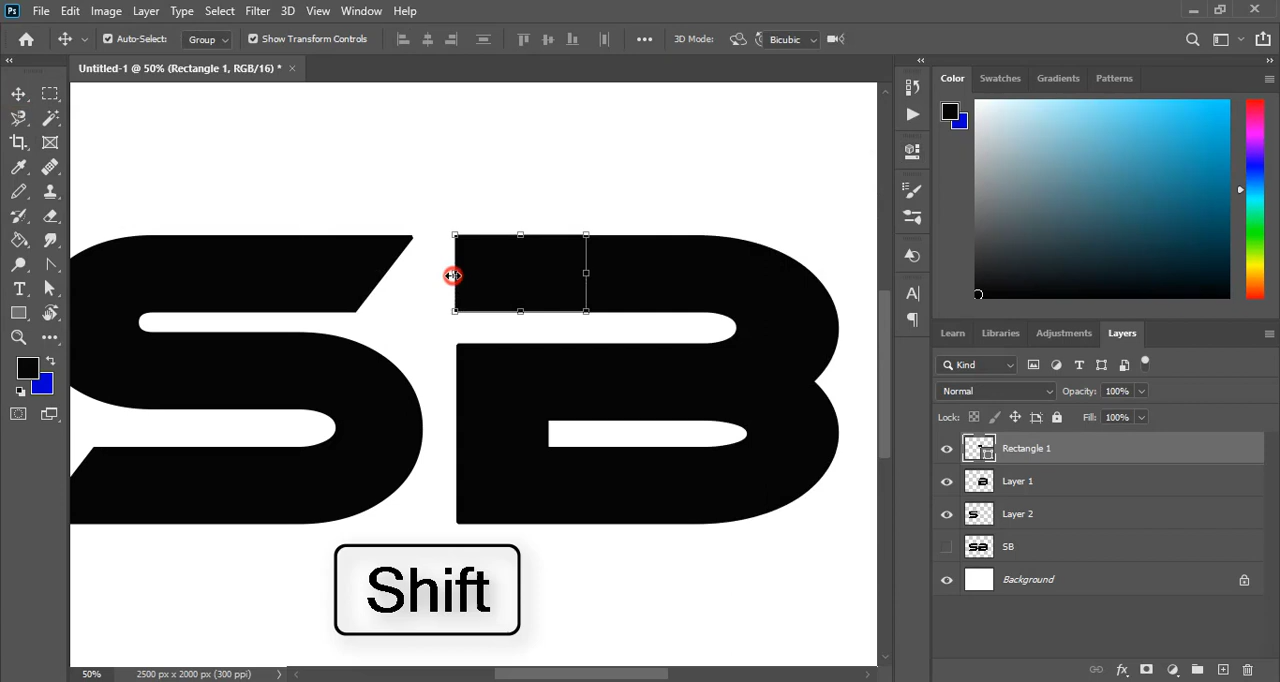 Ps File Edit Image Layer Type Select Filter 3D View Window Help
Auto-Select: Group Show Transform Controls 3D Mode: Bicubic
Untitled-1 @ 50% (Rectangle 1, RGB/16) * ×
Color Swatches Gradients Patterns
SB
Learn Libraries Adjustments Layers
Kind
Normal Opacity: 100%
Lock: Fill: 100%
Rectangle 1
Layer 1
Layer 2
SB
Background
Shift
50% 2500 px x 2000 px (300 ppi)